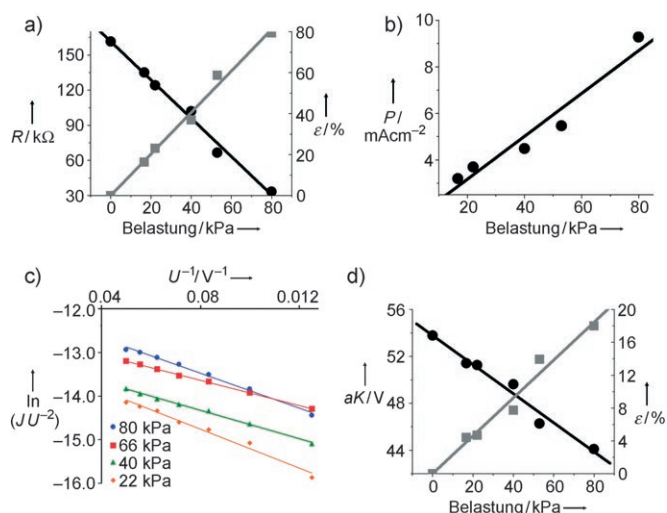 a)
150
120
90
60
30
R/kΩ
80
60
40
20
0
ε/%
0 20 40 60 80
Belastung/kPa
b)
10
8
6
4
P/
mAcm⁻²
20 40 60 80
Belastung/kPa
c)
U⁻¹/V⁻¹
0.04 0.008 0.012
−12.0
−13.0
−14.0
−15.0
−16.0
ln
(JU⁻²)
80 kPa
66 kPa
40 kPa
22 kPa
d)
56
52
48
44
aK/V
20
16
12
8
4
0
ε/%
0 20 40 60 80
Belastung/kPa